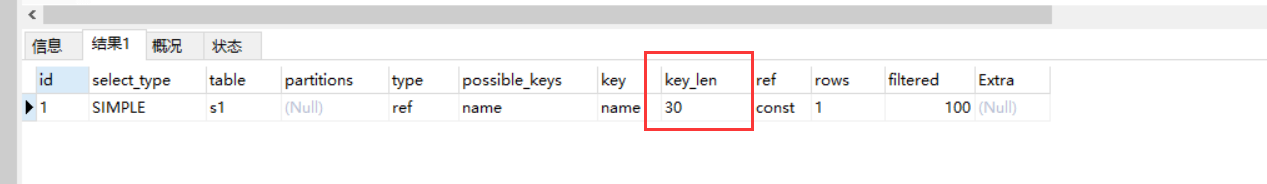 信息 结果1 概况 状态
id select_type table partitions type possible_keys key key_len ref rows filtered Extra
1 SIMPLE s1 (Null) ref name name 30 const 1 100 (Null)